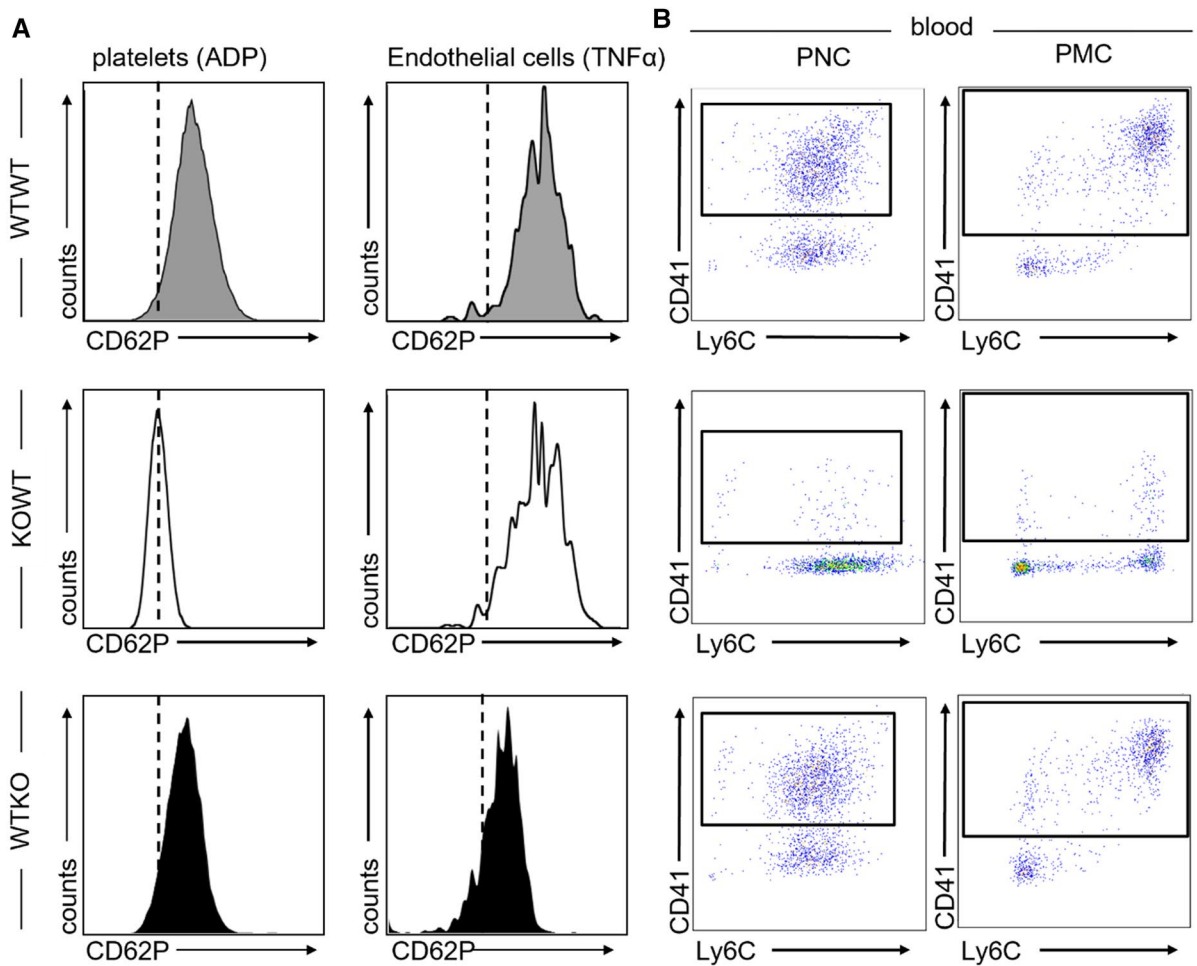 A
B
blood
platelets (ADP)
Endothelial cells (TNFα)
PNC
PMC
WTWT
counts
counts
CD41
CD41
CD62P
CD62P
Ly6C
Ly6C
KOWT
counts
counts
CD41
CD41
CD62P
CD62P
Ly6C
Ly6C
WTKO
counts
counts
CD41
CD41
CD62P
CD62P
Ly6C
Ly6C